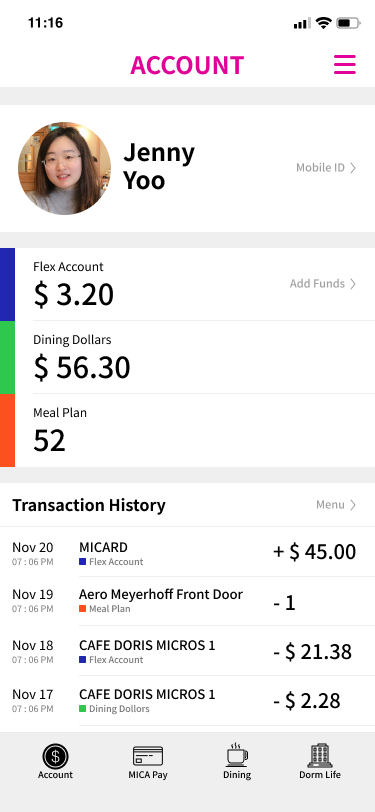 11:16
ACCOUNT
Jenny
Yoo
Mobile ID
Flex Account
$ 3.20
Add Funds
Dining Dollars
$ 56.30
Meal Plan
52
Transaction History
Menu
Nov 20
07 : 06 PM
MICARD
Flex Account
+ $ 45.00
Nov 19
07 : 06 PM
Aero Meyerhoff Front Door
Meal Plan
- 1
Nov 18
07 : 06 PM
CAFE DORIS MICROS 1
Flex Account
- $ 21.38
Nov 17
07 : 06 PM
CAFE DORIS MICROS 1
Dining Dollors
- $ 2.28
$
Account
MICA Pay
Dining
Dorm Life